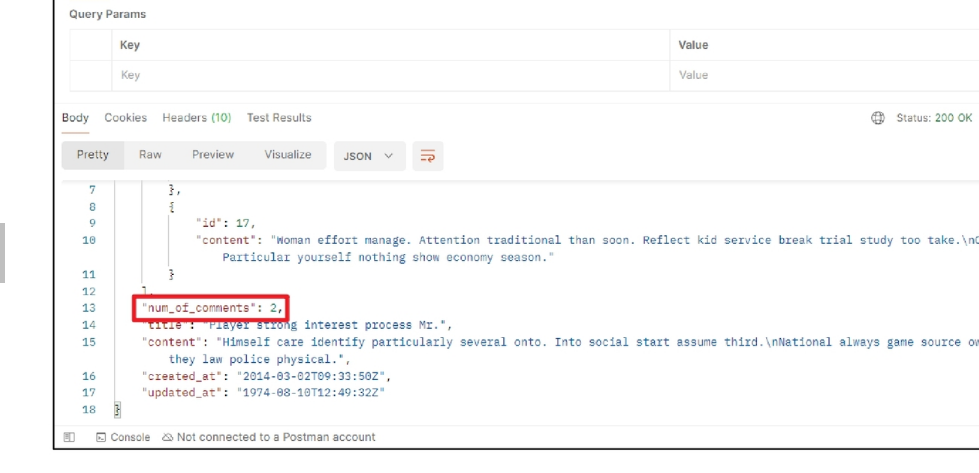 Query Params
Key Value
Key Value
Body Cookies Headers (10) Test Results Status: 200 OK
Pretty Raw Preview Visualize JSON
7 },
8 {
9 "id": 17,
10 "content": "Woman effort manage. Attention traditional than soon. Reflect kid service break trial study too take.\n
Particular yourself nothing show economy season."
11 }
12 ],
13 "num_of_comments": 2,
14 "title": "Player strong interest process Mr.",
15 "content": "Himself care identify particularly several onto. Into social start assume third.\nNational always game source
they law police physical.",
16 "created_at": "2014-03-02T09:33:50Z",
17 "updated_at": "1974-08-10T12:49:32Z"
18 }
Console Not connected to a Postman account